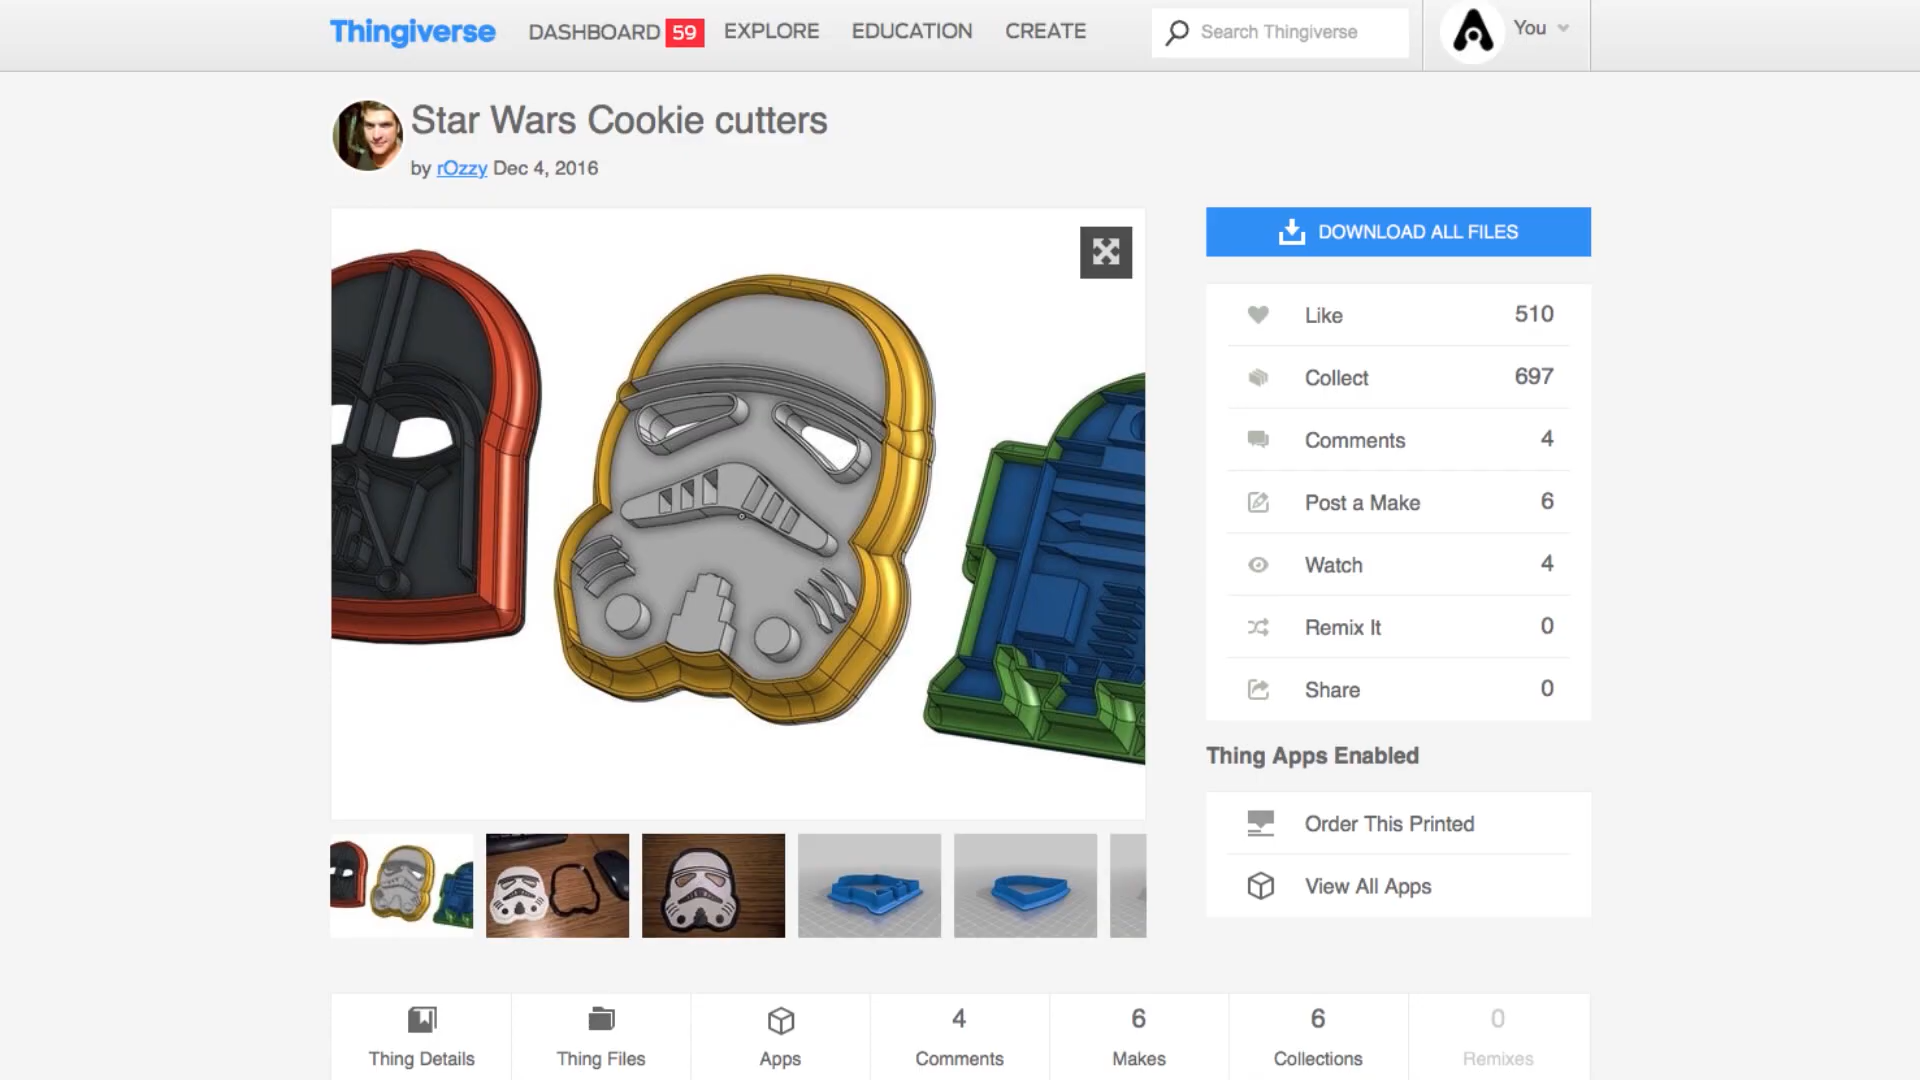 Thingiverse DASHBOARD 59 EXPLORE EDUCATION CREATE Search Thingiverse You
Star Wars Cookie cutters
by rOzzy Dec 4, 2016
DOWNLOAD ALL FILES
Like 510
Collect 697
Comments 4
Post a Make 6
Watch 4
Remix It 0
Share 0
Thing Apps Enabled
Order This Printed
View All Apps
4 6 6 0
Thing Details Thing Files Apps Comments Makes Collections Remixes